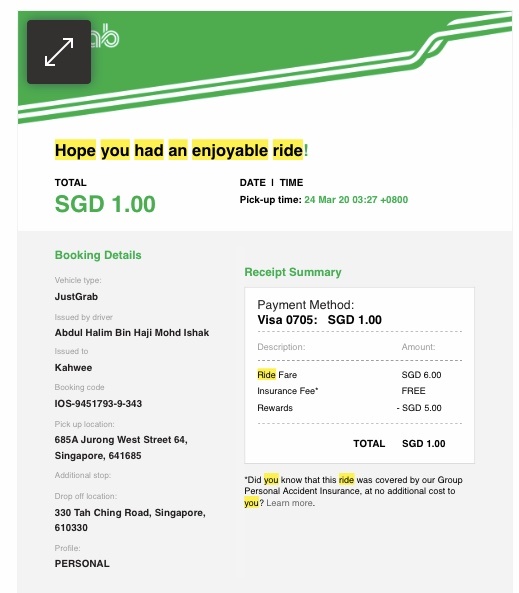 ab
Hope you had an enjoyable ride!
TOTAL
SGD 1.00
DATE | TIME
Pick-up time: 24 Mar 20 03:27 +0800
Booking Details
Vehicle type:
JustGrab
Issued by driver
Abdul Halim Bin Haji Mohd Ishak
Issued to
Kahwee
Booking code
IOS-9451793-9-343
Pick up location:
685A Jurong West Street 64,
Singapore, 641685
Additional stop:
Drop off location:
330 Tah Ching Road, Singapore,
610330
Profile:
PERSONAL
Receipt Summary
Payment Method:
Visa 0705: SGD 1.00
Description: Amount:
Ride Fare SGD 6.00
Insurance Fee* FREE
Rewards - SGD 5.00
TOTAL SGD 1.00
*Did you know that this ride was covered by our Group
Personal Accident Insurance, at no additional cost to
you? Learn more.